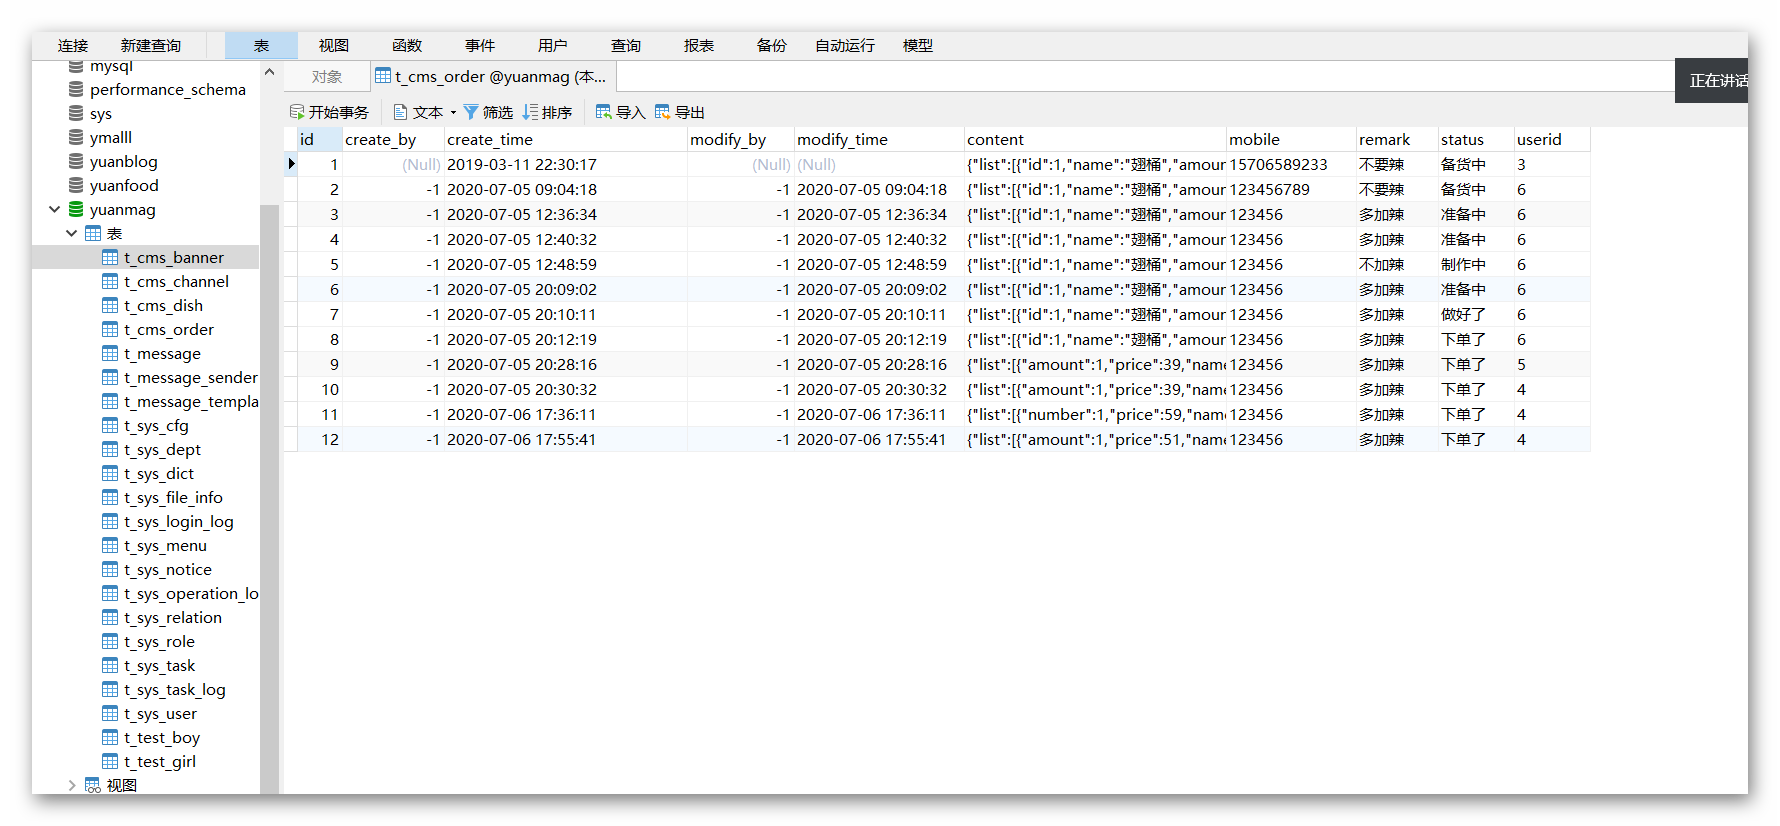 连接 新建查询 表 视图 函数 事件 用户 查询 报表 备份 自动运行 模型
mysql
performance_schema
sys
ymalll
yuanblog
yuanfood
yuanmag
表
t_cms_banner
t_cms_channel
t_cms_dish
t_cms_order
t_message
t_message_sender
t_message_templa
t_sys_cfg
t_sys_dept
t_sys_dict
t_sys_file_info
t_sys_login_log
t_sys_menu
t_sys_notice
t_sys_operation_lo
t_sys_relation
t_sys_role
t_sys_task
t_sys_task_log
t_sys_user
t_test_boy
t_test_girl
视图
对象 t_cms_order @yuanmag (本...
正在讲话
开始事务 文本 筛选 排序 导入 导出
id create_by create_time modify_by modify_time content mobile remark status userid
1 (Null) 2019-03-11 22:30:17 (Null) (Null) {"list":[{"id":1,"name":"翅桶","amour 15706589233 不要辣 备货中 3
2 -1 2020-07-05 09:04:18 -1 2020-07-05 09:04:18 {"list":[{"id":1,"name":"翅桶","amour 123456789 不要辣 备货中 6
3 -1 2020-07-05 12:36:34 -1 2020-07-05 12:36:34 {"list":[{"id":1,"name":"翅桶","amour 123456 多加辣 准备中 6
4 -1 2020-07-05 12:40:32 -1 2020-07-05 12:40:32 {"list":[{"id":1,"name":"翅桶","amour 123456 多加辣 准备中 6
5 -1 2020-07-05 12:48:59 -1 2020-07-05 12:48:59 {"list":[{"id":1,"name":"翅桶","amour 123456 不加辣 制作中 6
6 -1 2020-07-05 20:09:02 -1 2020-07-05 20:09:02 {"list":[{"id":1,"name":"翅桶","amour 123456 多加辣 准备中 6
7 -1 2020-07-05 20:10:11 -1 2020-07-05 20:10:11 {"list":[{"id":1,"name":"翅桶","amour 123456 多加辣 做好了 6
8 -1 2020-07-05 20:12:19 -1 2020-07-05 20:12:19 {"list":[{"id":1,"name":"翅桶","amour 123456 多加辣 下单了 6
9 -1 2020-07-05 20:28:16 -1 2020-07-05 20:28:16 {"list":[{"amount":1,"price":39,"name 123456 多加辣 下单了 5
10 -1 2020-07-05 20:30:32 -1 2020-07-05 20:30:32 {"list":[{"amount":1,"price":39,"name 123456 多加辣 下单了 4
11 -1 2020-07-06 17:36:11 -1 2020-07-06 17:36:11 {"list":[{"number":1,"price":59,"nam 123456 多加辣 下单了 4
12 -1 2020-07-06 17:55:41 -1 2020-07-06 17:55:41 {"list":[{"amount":1,"price":51,"name 123456 多加辣 下单了 4